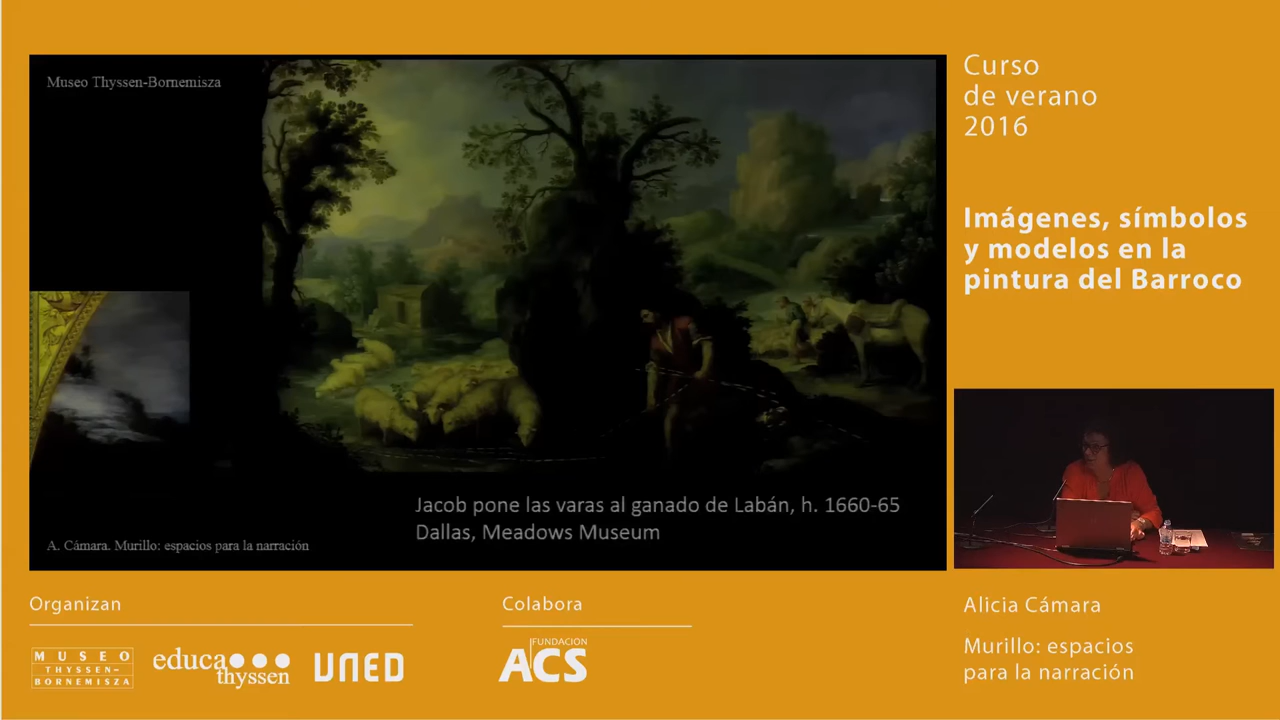 Museo Thyssen-Bornemisza
Jacob pone las varas al ganado de Labán, h. 1660-65
Dallas, Meadows Museum
A. Cámara. Murillo: espacios para la narración
Curso
de verano
2016
Imágenes, símbolos
y modelos en la
pintura del Barroco
Alicia Cámara
Murillo: espacios
para la narración
Organizan
MUSEO
THYSSEN-
BORNEMISZA
educa
thyssen
UNED
Colabora
FUNDACIÓN
ACS